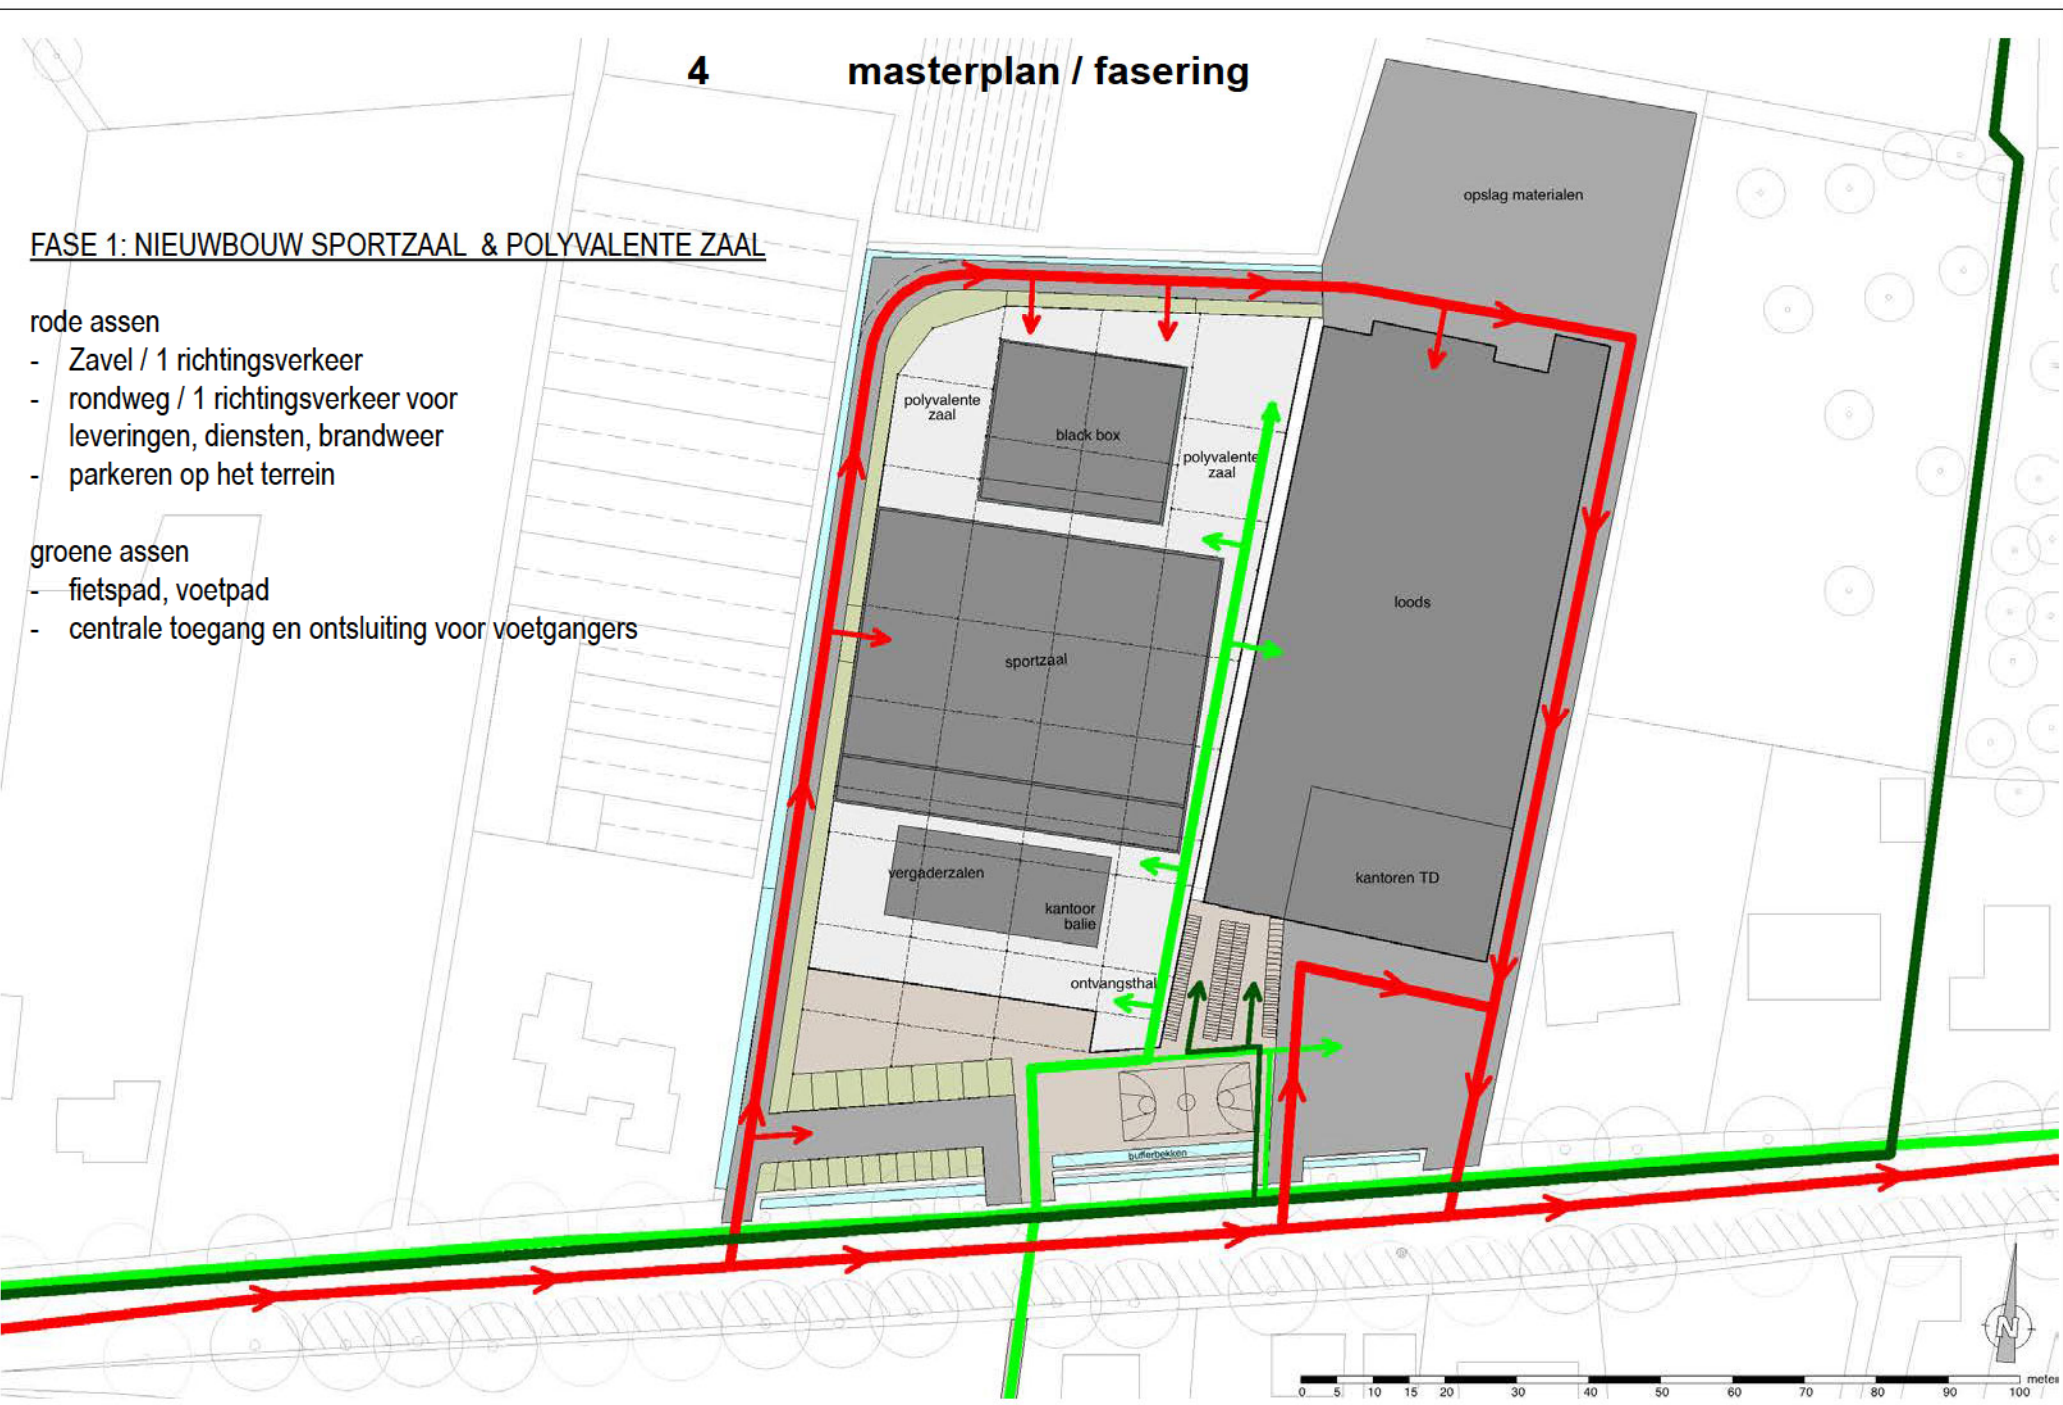 4 masterplan / fasering
FASE 1: NIEUWBOUW SPORTZAAL & POLYVALENTE ZAAL
rode assen
- Zavel / 1 richtingsverkeer
- rondweg / 1 richtingsverkeer voor
leveringen, diensten, brandweer
- parkeren op het terrein
groene assen
- fietspad, voetpad
- centrale toegang en ontsluiting voor voetgangers
opslag materialen
polyvalente
zaal
black box
polyvalente
zaal
loods
sportzaal
vergaderzalen
kantoor
balie
kantoren TD
ontvangsthal
bufferbekken
N
0 5 10 15 20 30 40 50 60 70 80 90 100 meter